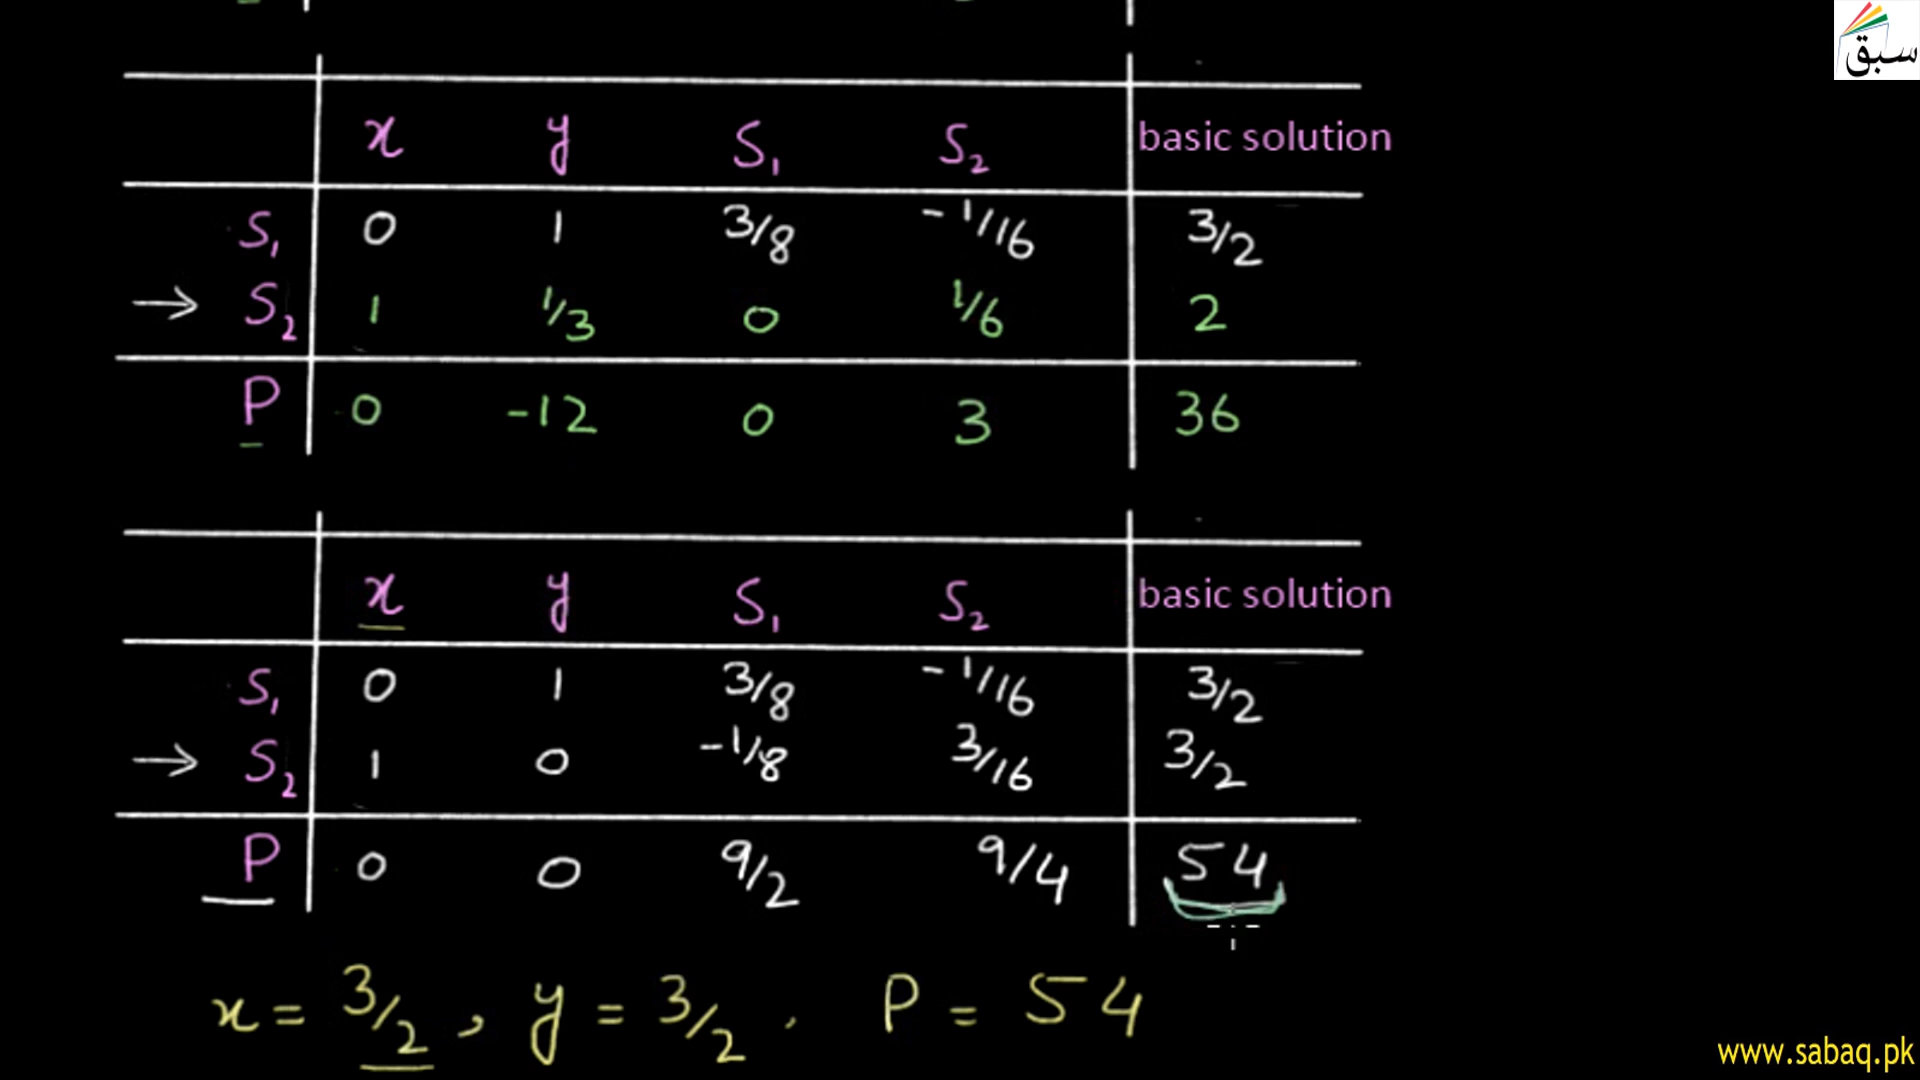 سبق
x y S₁ S₂ basic solution
S₁ 0 1 3/8 -1/16 3/2
→ S₂ 1 1/3 0 1/6 2
P 0 -12 0 3 36
x y S₁ S₂ basic solution
S₁ 0 1 3/8 -1/16 3/2
→ S₂ 1 0 -1/8 3/16 3/2
P 0 0 9/2 9/4 54
x = 3/2 , y = 3/2 . P = 54
www.sabaq.pk